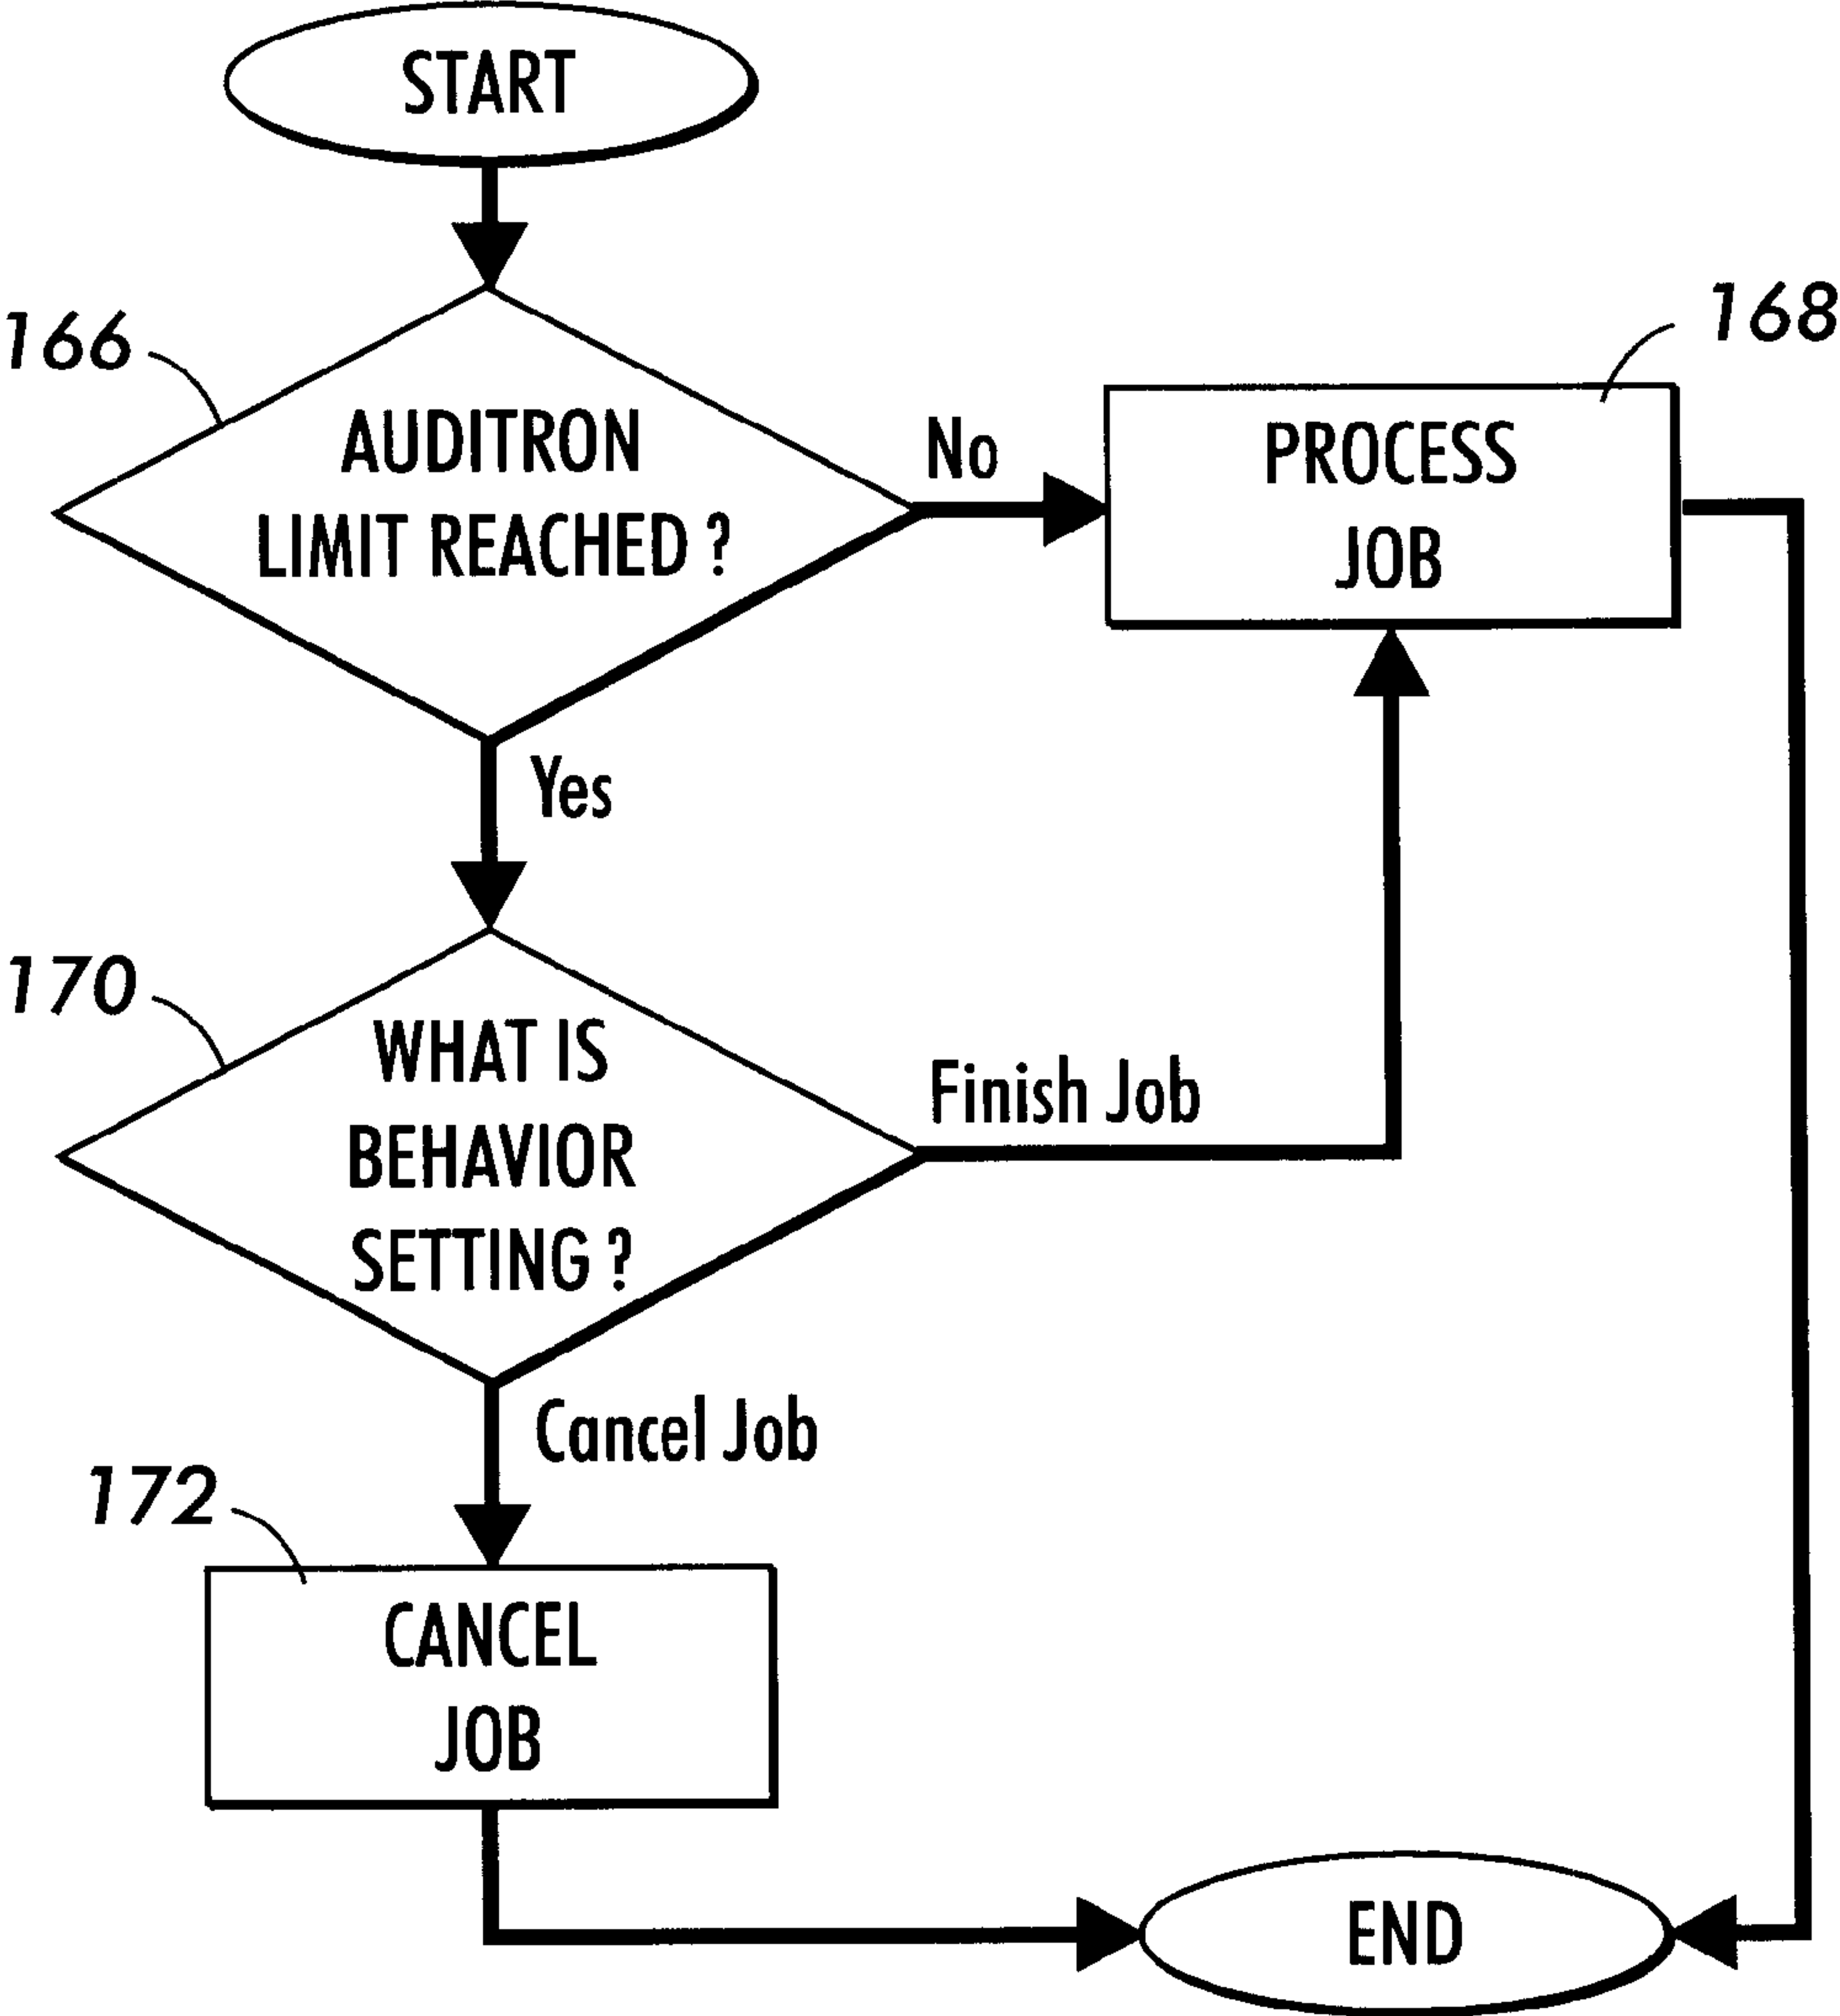 START
166
AUDITRON
LIMIT REACHED ?
No
168
PROCESS
JOB
Yes
170
WHAT IS
BEHAVIOR
SETTING ?
Finish Job
Cancel Job
172
CANCEL
JOB
END